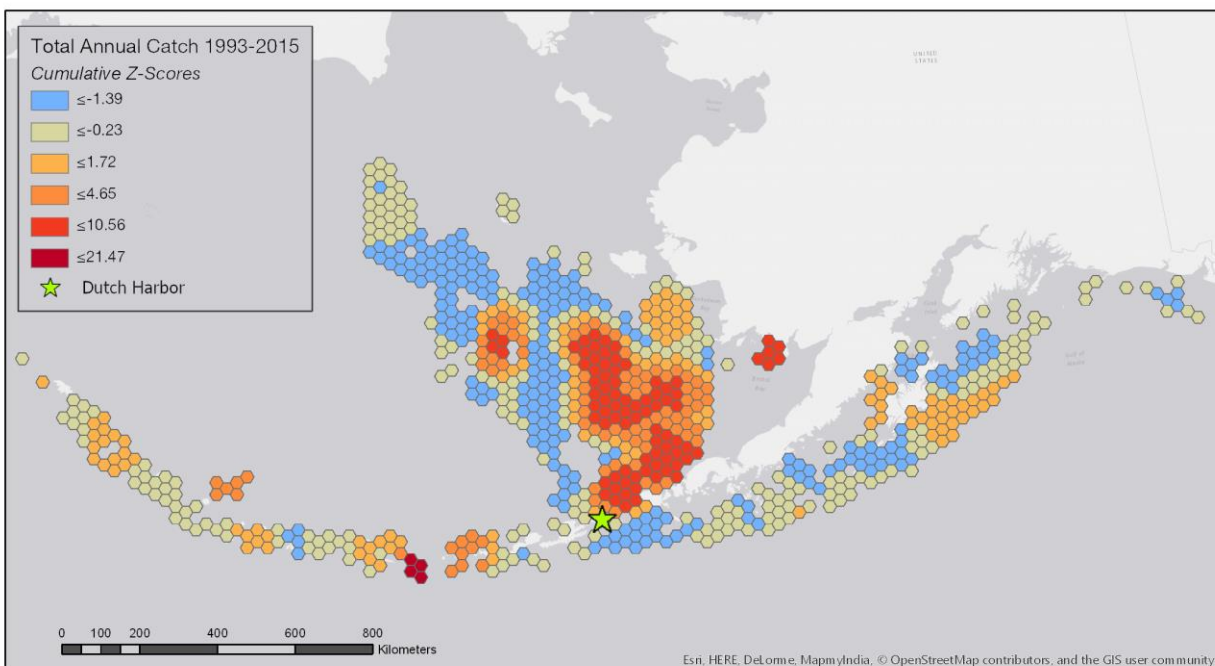 Total Annual Catch 1993-2015
Cumulative Z-Scores
≤-1.39
≤-0.23
≤1.72
≤4.65
≤10.56
≤21.47
Dutch Harbor
UNITED
STATES
0 100 200 400 600 800
Kilometers
Esri, HERE, DeLorme, MapmyIndia, © OpenStreetMap contributors, and the GIS user community